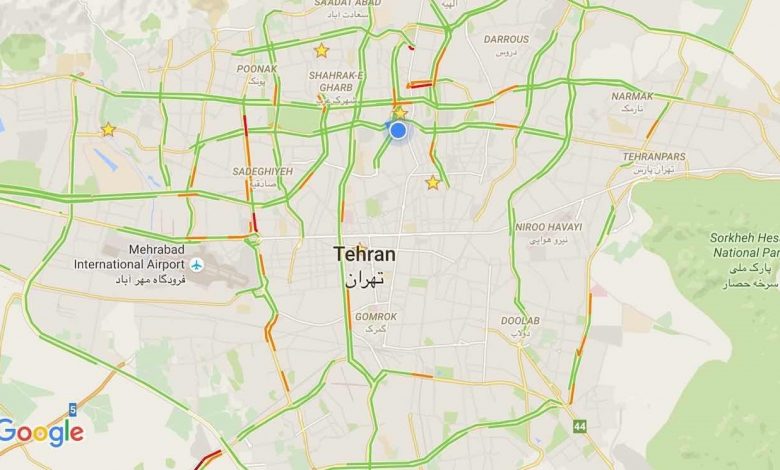 SAADAT ABAD
سعادت آباد
DARROUS
دروس
POONAK
پونک
SHAHRAK-E
GHARB
شهرک غرب
NARMAK
نارمک
TEHRANPARS
تهران پارس
SADEGHIYEH
صادقیه
NIROO HAVAYI
نیرو هوایی
Sorkheh Hes
National Par
پارک ملی
سرخه حصار
Mehrabad
International Airport
فرودگاه مهر آباد
Tehran
تهران
GOMROK
گمرک
DOOLAB
دولاب
5
44
Google